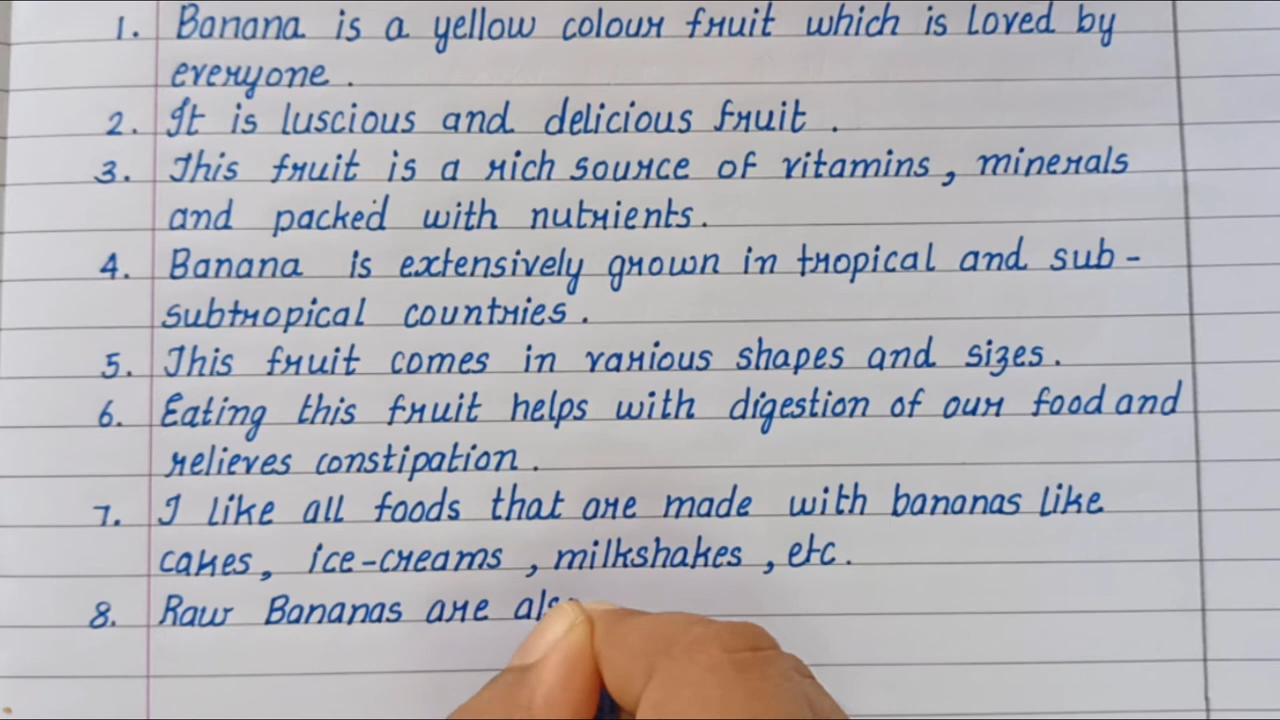 1. Banana is a yellow colour fruit which is loved by
everyone.
2. It is luscious and delicious fruit.
3. This fruit is a rich source of vitamins, minerals
and packed with nutrients.
4. Banana is extensively grown in tropical and sub-
subtropical countries.
5. This fruit comes in various shapes and sizes.
6. Eating this fruit helps with digestion of our food and
relieves constipation.
7. I like all foods that are made with bananas like
cakes, ice-creams, milkshakes, etc.
8. Raw Bananas are